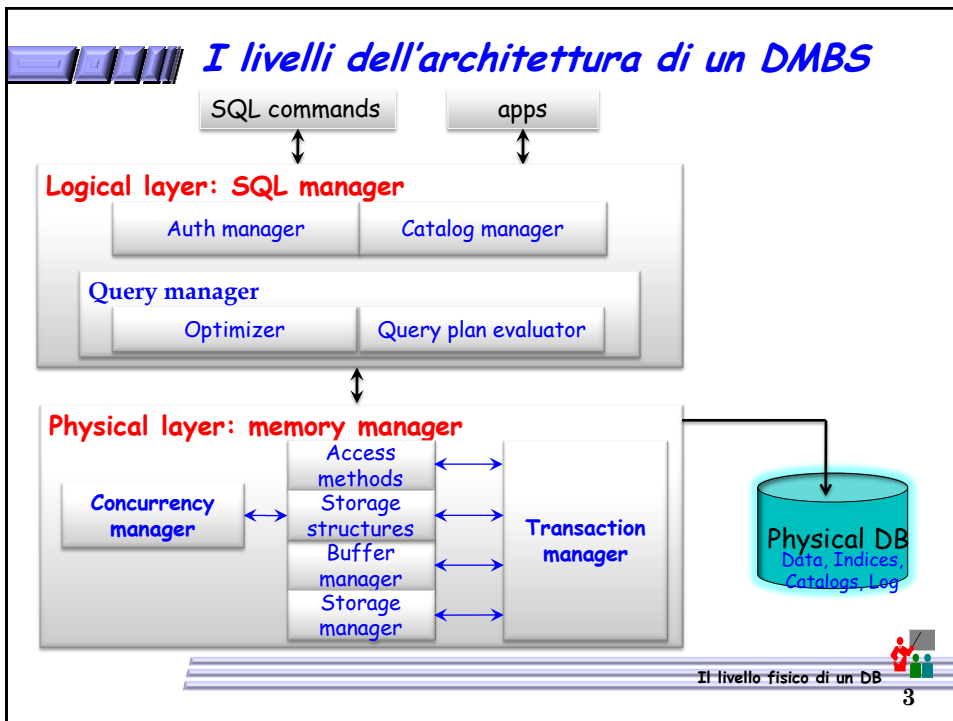 I livelli dell'architettura di un DMBS
SQL commands
apps
Logical layer: SQL manager
Auth manager
Catalog manager
Query manager
Optimizer
Query plan evaluator
Physical layer: memory manager
Access
methods
Concurrency
manager
Storage
structures
Buffer
manager
Storage
manager
Transaction
manager
Physical DB
Data, Indices,
Catalogs, Log
Il livello fisico di un DB
3